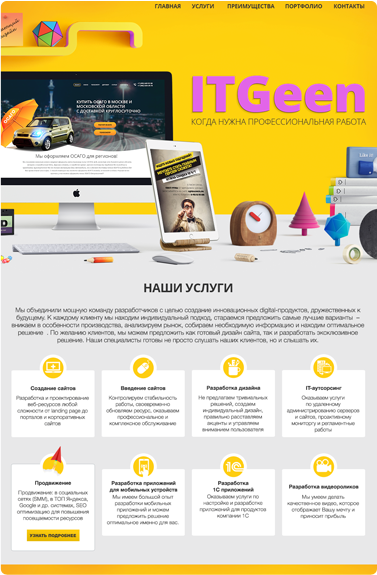 ГЛАВНАЯ УСЛУГИ ПРЕИМУЩЕСТВА ПОРТФОЛИО КОНТАКТЫ
ITGeen
КОГДА НУЖНА ПРОФЕССИОНАЛЬНАЯ РАБОТА
КУПИТЬ ОСАГО В МОСКВЕ И
МОСКОВСКОЙ ОБЛАСТИ
С ДОСТАВКОЙ КРУГЛОСУТОЧНО
Мы оформляем ОСАГО для регионов!
Like it
D
D
D
НАШИ УСЛУГИ
Мы объединили мощную команду разработчиков с целью создания инновационных digital-продуктов, дружественных к
будущему. К каждому клиенту мы находим индивидуальный подход, стараемся предложить самые лучшие варианты –
вникаем в особенности производства, анализируем рынок, собираем необходимую информацию и находим оптимальное
решение . По желанию клиентов, мы можем предложить как готовый дизайн сайта, так и разработать эксклюзивное
решение. Наши специалисты готовы не просто слушать наших клиентов, но и слышать их.
Создание сайтов
Разработка и проектирование
веб-ресурсов любой
сложности от landing page до
порталов и корпоративных
сайтов
Введение сайтов
Контролируем стабильность
работы, своевременно
обновляем ресурс, оказываем
профессиональное и
комплексное обслуживание
Разработка дизайна
Не предлагаем тривиальных
решений, создаем
индивидуальный дизайн,
правильно расставляем
акценты и управляем
вниманием пользователя
IT-аутсорсинг
Оказываем услуги
по удаленному
администрированию серверов
и сайтов, проактивному
мониторгу и регламентные
работы
Продвижение
Продвижение: в социальных
сетях (SMM), в ТОП Яндекса,
Google и др. системах, SEO
оптимизацию для повышения
посещаемости ресурсов
УЗНАТЬ ПОДРОБНЕЕ
Разработка приложений
для мобильных устройств
Мы имеем большой опыт
разработки мобильных
приложений и можем
предложить решение
оптимальное именно для вас.
1С
Разработка
1С приложений
Оказываем услуги по
настройке и разработке
приложений для продуктов
компании 1С
Разработка видеороликов
Мы умеем делать
качественное видео, которое
отображает Вашу мечту и
приносит прибыль